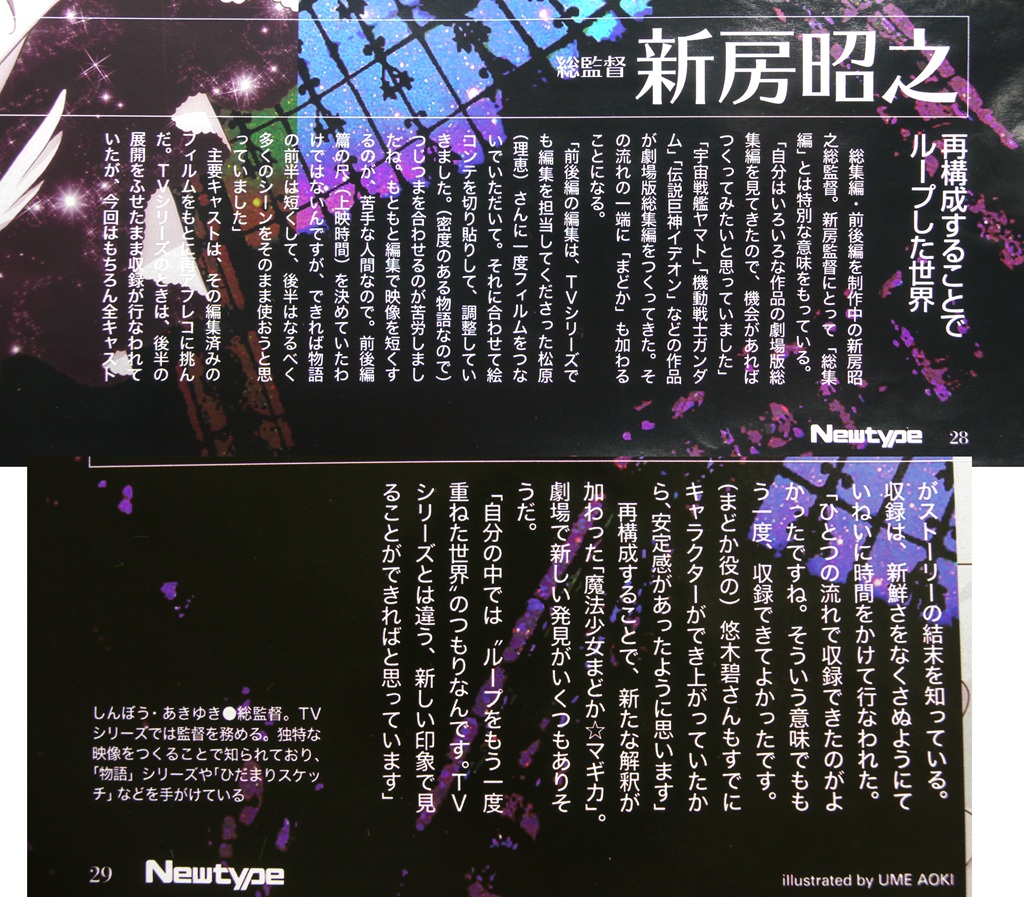 総監督 新房昭之
再構成することで
ループした世界
総集編・前後編を制作中の新房昭
之総監督。新房監督にとって「総集
編」とは特別な意味をもっている。
「自分はいろいろな作品の劇場版総
集編を見てきたので、機会があれば
つくってみたいと思っていました」
「宇宙戦艦ヤマト」「機動戦士ガンダ
ム」「伝説巨神イデオン」などの作品
が劇場版総集編をつくってきた。そ
の流れの一端に「まどか」も加わる
ことになる。
「前後編の編集は、TVシリーズで
も編集を担当してくださった松原
(理恵)さんに一度フィルムをつな
いでいただいて。それに合わせて絵
コンテを切り貼りして、調整してい
きました。(密度のある物語なので)
つじつまを合わせるのが苦労しまし
たね。もともと編集で映像を短くす
るのが、苦手な人間なので。前後編
篇の尺(上映時間)を決めていたわ
けではないんですが、できれば物語
の前半は短くして、後半はなるべく
多くのシーンをそのまま使おうと思
っていました」
主要キャストは、その編集済みの
フィルムをもとに再アフレコに挑ん
だ。TVシリーズのときは、後半の
展開をふせたまま収録が行なわれて
いたが、今回はもちろん全キャスト
Newtype 28
がストーリーの結末を知っている。
収録は、新鮮さをなくさぬようにて
いねいに時間をかけて行なわれた。
「ひとつの流れで収録できたのがよ
かったですね。そういう意味でもも
う一度、収録できてよかったです。
(まどか役の)悠木碧さんもすでに
キャラクターができ上がっていたか
ら、安定感があったように思います」
再構成することで、新たな解釈が
加わった「魔法少女まどか☆マギカ」。
劇場で新しい発見がいくつもありそ
うだ。
「自分の中では〝ループをもう一度
重ねた世界〟のつもりなんです。TV
シリーズとは違う、新しい印象で見
ることができればと思っています」
しんぼう・あきゆき●総監督。TV
シリーズでは監督を務める。独特な
映像をつくることで知られており、
「物語」シリーズや「ひだまりスケッ
チ」などを手がけている
29 Newtype
illustrated by UME AOKI